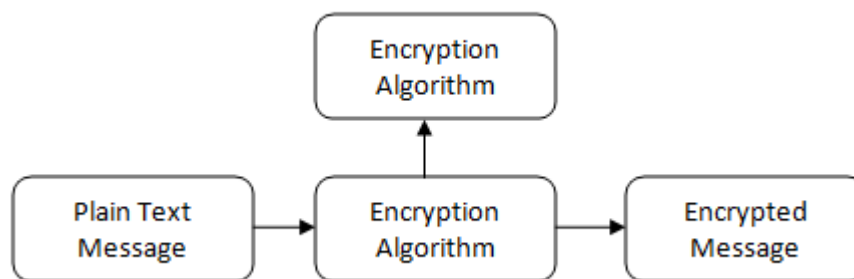 Encryption
Algorithm
Plain Text
Message
Encryption
Algorithm
Encrypted
Message